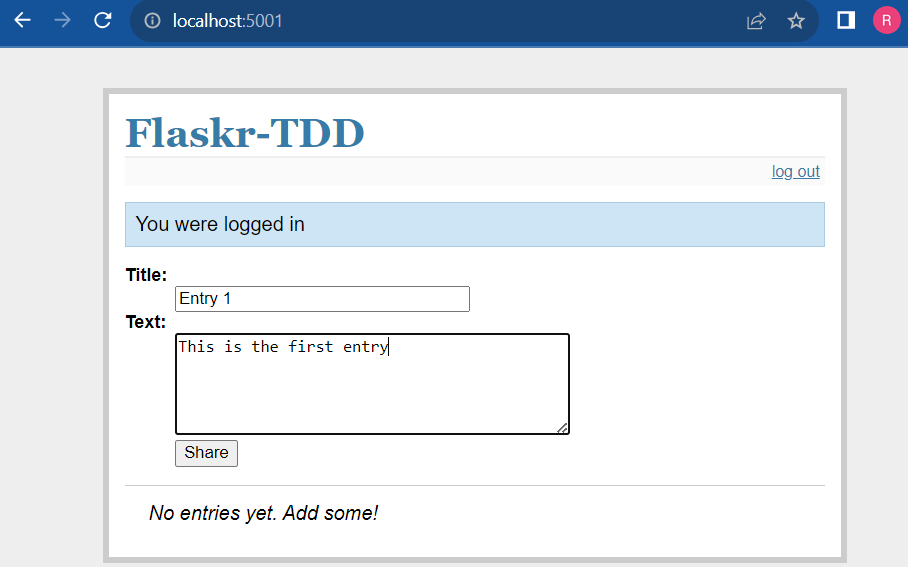 localhost:5001
R
Flaskr-TDD
log out
You were logged in
Title:
Entry 1
Text:
This is the first entry
Share
No entries yet. Add some!